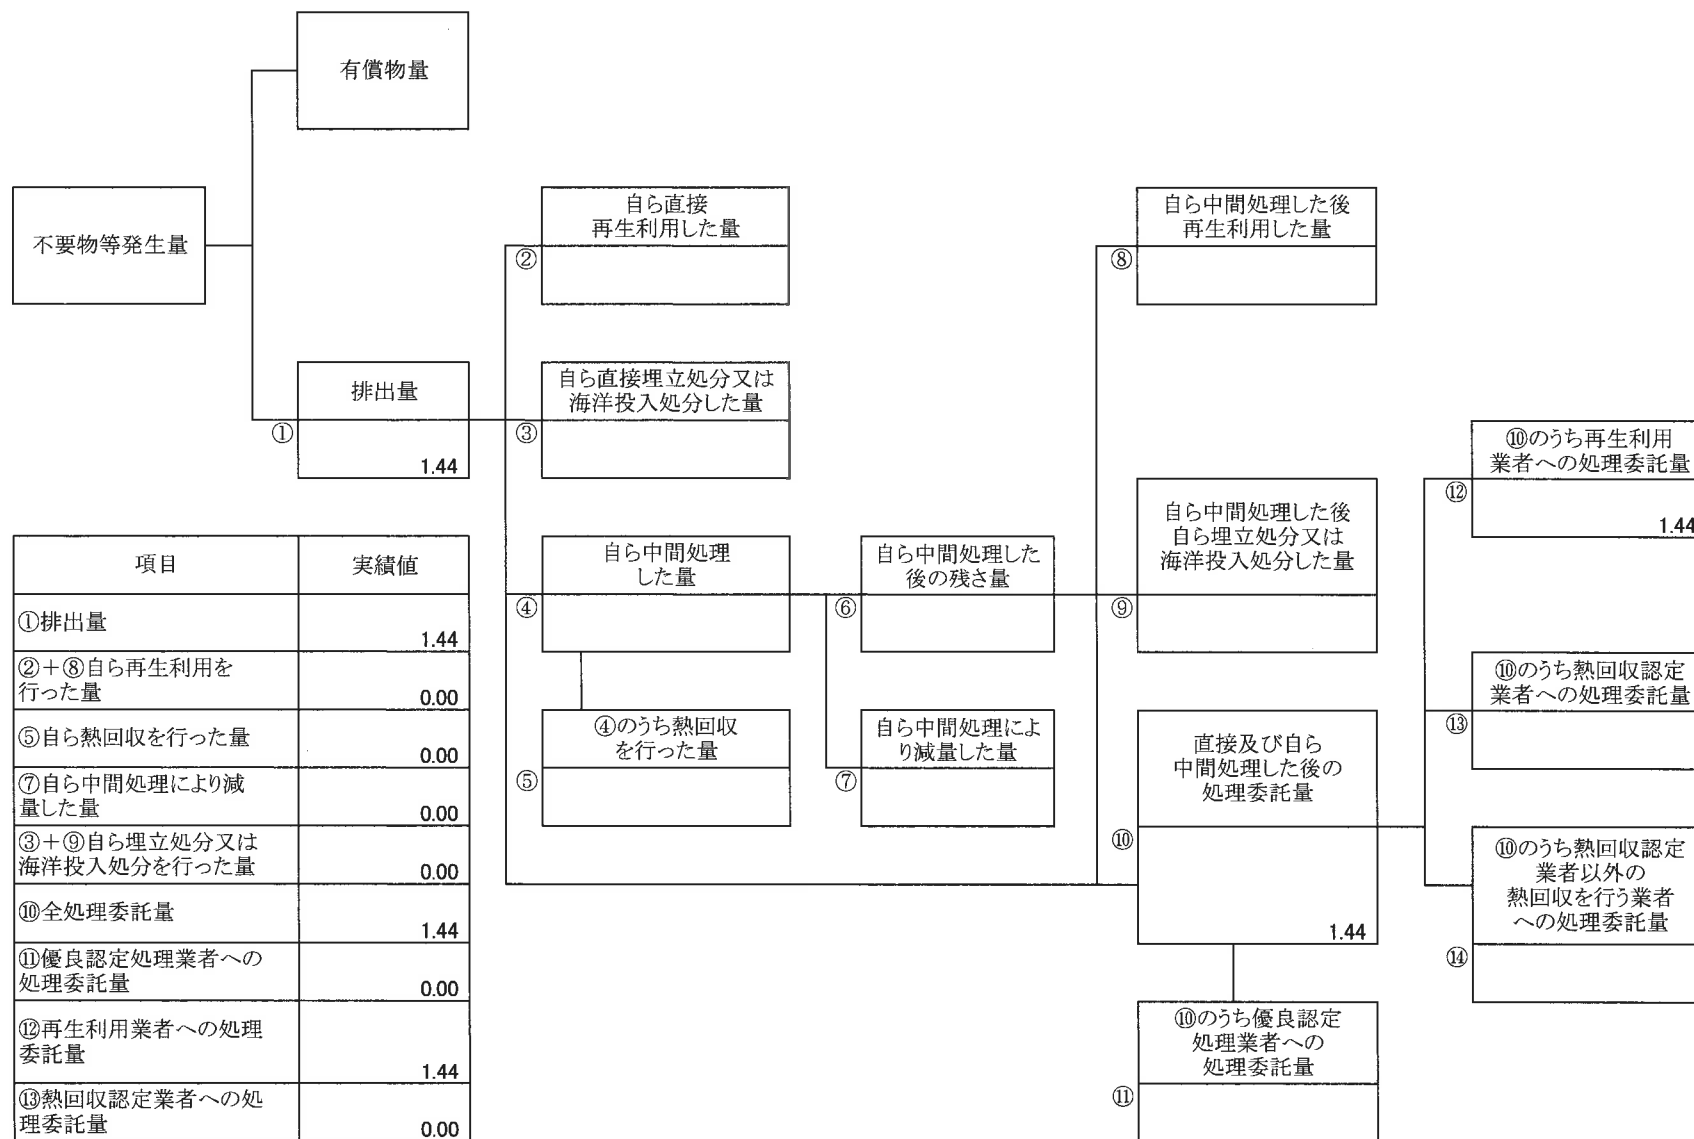 有償物量
不要物等発生量
排出量
①
1.44
自ら直接
再生利用した量
②
自ら直接埋立処分又は
海洋投入処分した量
③
自ら中間処理
した量
④
④のうち熱回収
を行った量
⑤
自ら中間処理した
後の残さ量
⑥
自ら中間処理によ
り減量した量
⑦
自ら中間処理した後
再生利用した量
⑧
自ら中間処理した後
自ら埋立処分又は
海洋投入処分した量
⑨
直接及び自ら
中間処理した後の
処理委託量
⑩
1.44
⑩のうち優良認定
処理業者への
処理委託量
⑪
⑩のうち再生利用
業者への処理委託量
⑫
1.44
⑩のうち熱回収認定
業者への処理委託量
⑬
⑩のうち熱回収認定
業者以外の
熱回収を行う業者
への処理委託量
⑭
項目 実績値
①排出量
1.44
②+⑧自ら再生利用を
行った量
0.00
⑤自ら熱回収を行った量
0.00
⑦自ら中間処理により減
量した量
0.00
③+⑨自ら埋立処分又は
海洋投入処分を行った量
0.00
⑩全処理委託量
1.44
⑪優良認定処理業者への
処理委託量
0.00
⑫再生利用業者への処理
委託量
1.44
⑬熱回収認定業者への処
理委託量
0.00